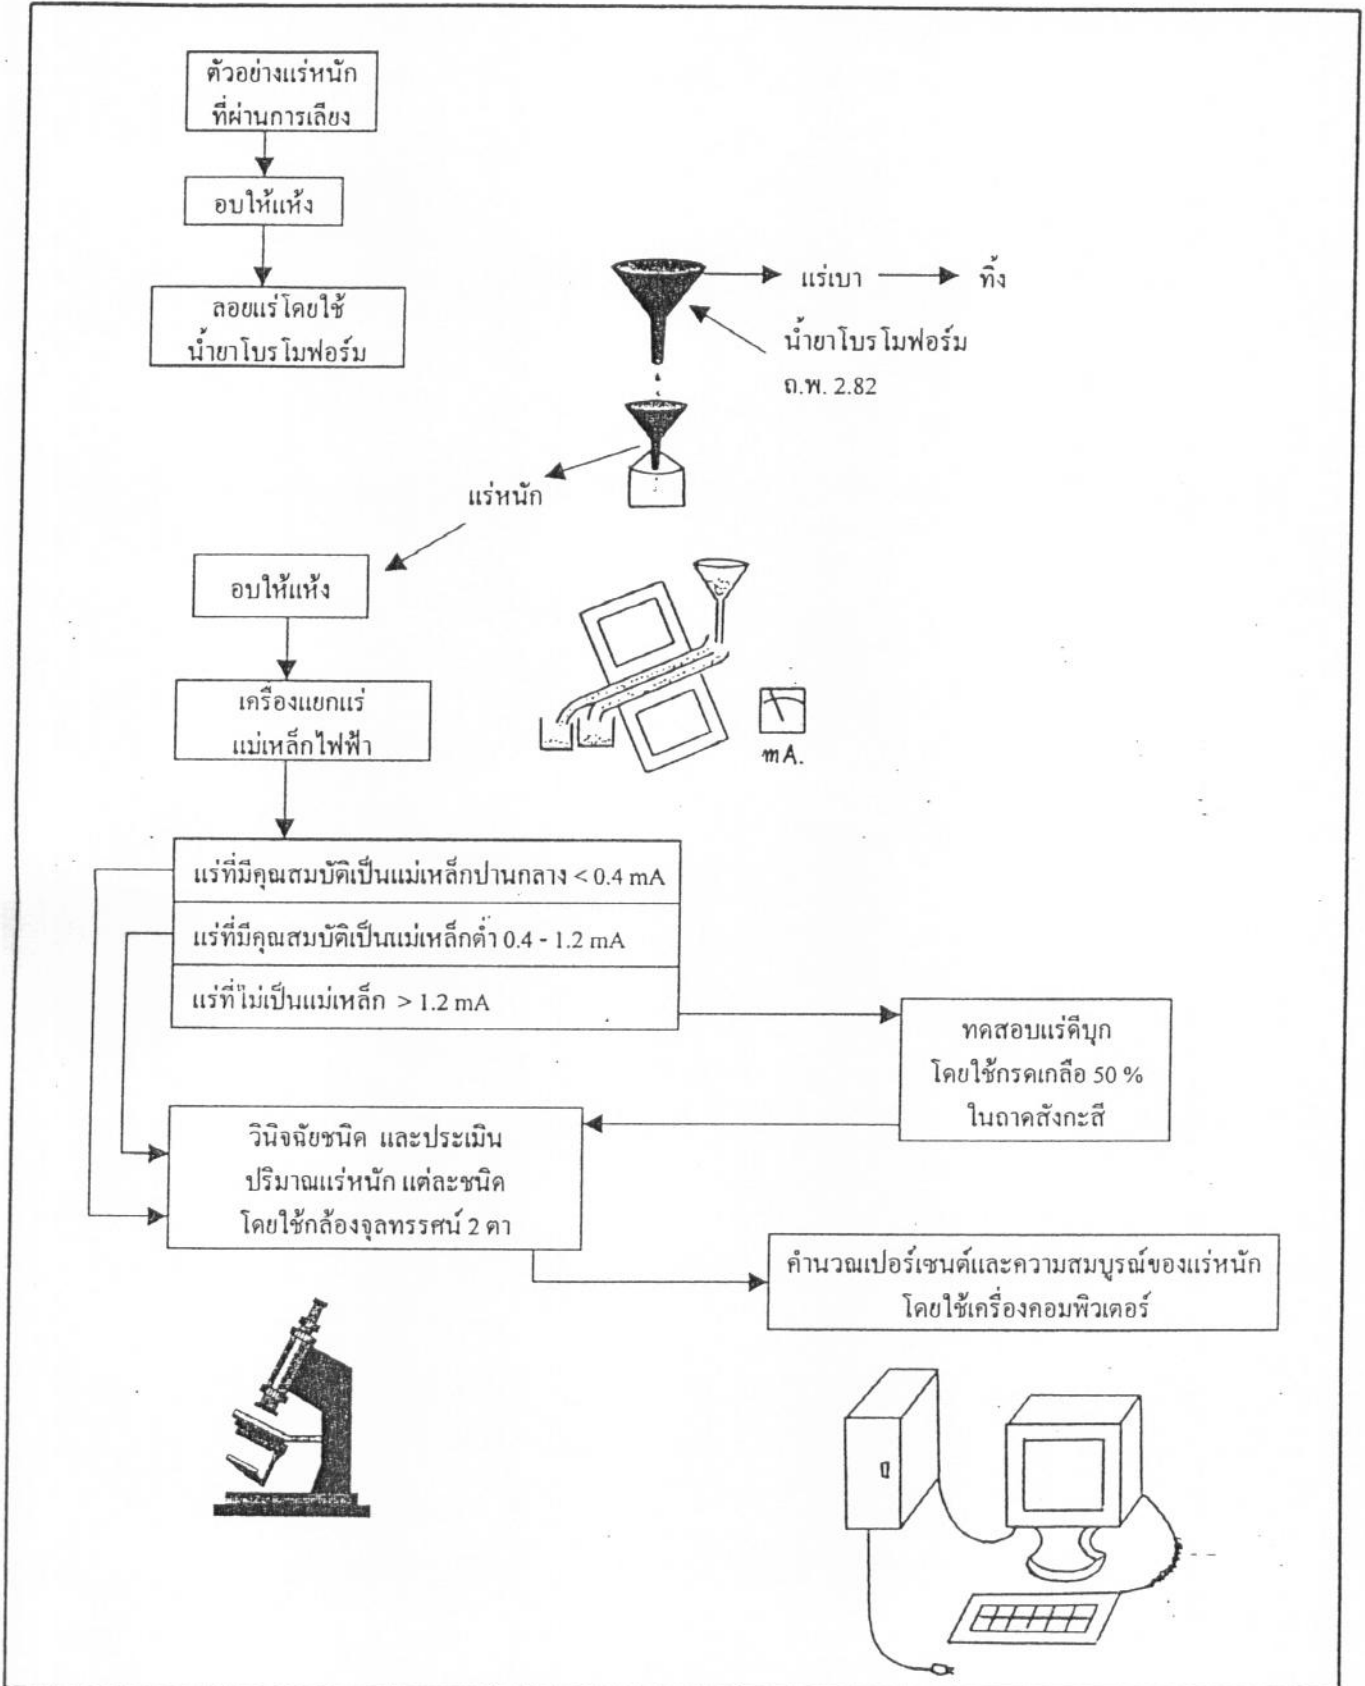 ตัวอย่างแร่หนัก
ที่ผ่านการเลียง
อบให้แห้ง
ลอยแร่โดยใช้
น้ำยาโบรโมฟอร์ม
แร่เบา
ทิ้ง
น้ำยาโบรโมฟอร์ม
ถ.พ. 2.82
แร่หนัก
อบให้แห้ง
เครื่องแยกแร่
แม่เหล็กไฟฟ้า
mA.
แร่ที่มีคุณสมบัติเป็นแม่เหล็กปานกลาง < 0.4 mA
แร่ที่มีคุณสมบัติเป็นแม่เหล็กต่ำ 0.4 - 1.2 mA
แร่ที่ไม่เป็นแม่เหล็ก > 1.2 mA
ทดสอบแร่ดีบุก
โดยใช้กรดเกลือ 50 %
ในถาดสังกะสี
วินิจฉัยชนิด และประเมิน
ปริมาณแร่หนัก แต่ละชนิด
โดยใช้กล้องจุลทรรศน์ 2 ตา
คำนวณเปอร์เซนต์และความสมบูรณ์ของแร่หนัก
โดยใช้เครื่องคอมพิวเตอร์